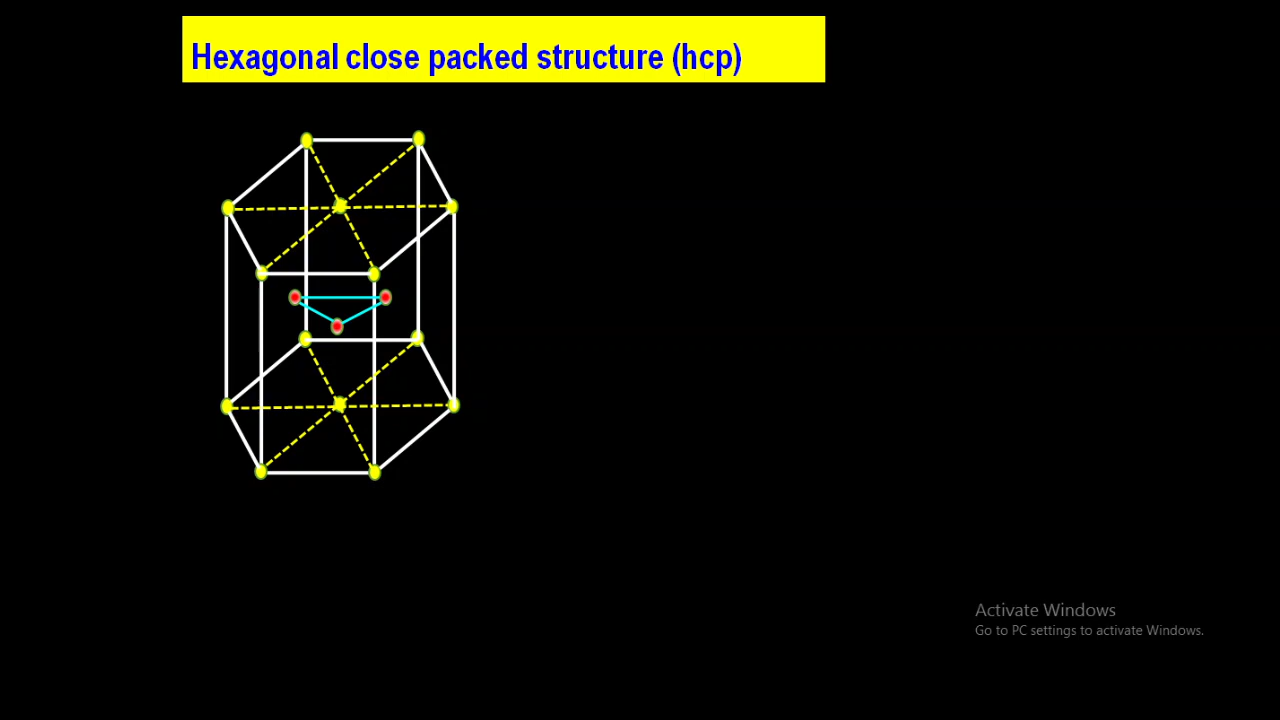 Hexagonal close packed structure (hcp)
Activate Windows
Go to PC settings to activate Windows.